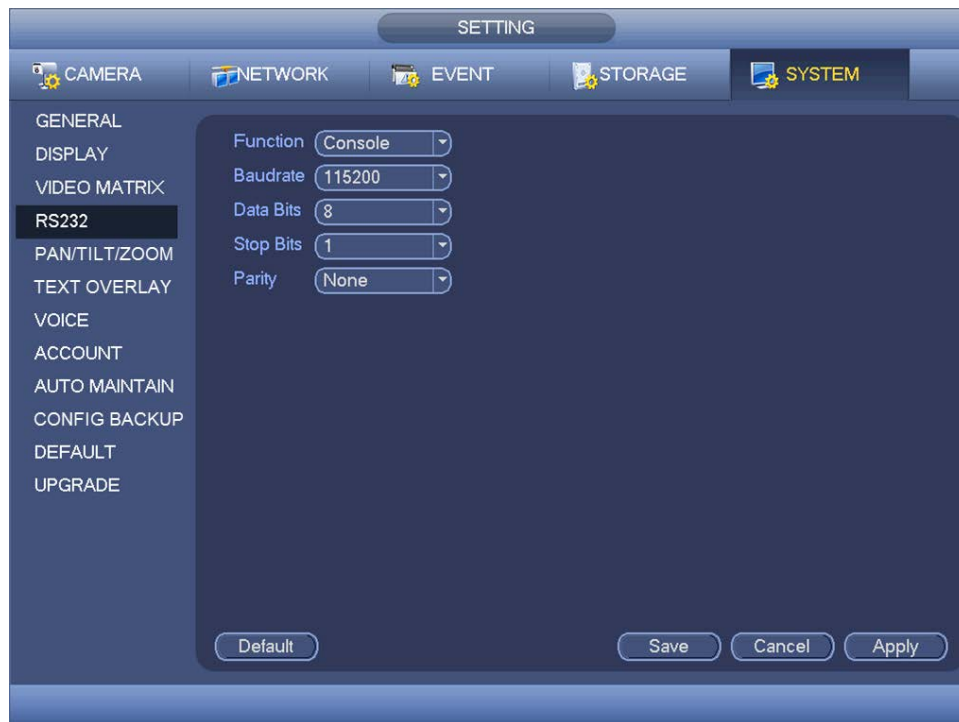 SETTING
CAMERA NETWORK EVENT STORAGE SYSTEM
GENERAL
DISPLAY
VIDEO MATRIX
RS232
PAN/TILT/ZOOM
TEXT OVERLAY
VOICE
ACCOUNT
AUTO MAINTAIN
CONFIG BACKUP
DEFAULT
UPGRADE
Function Console
Baudrate 115200
Data Bits 8
Stop Bits 1
Parity None
Default Save Cancel Apply